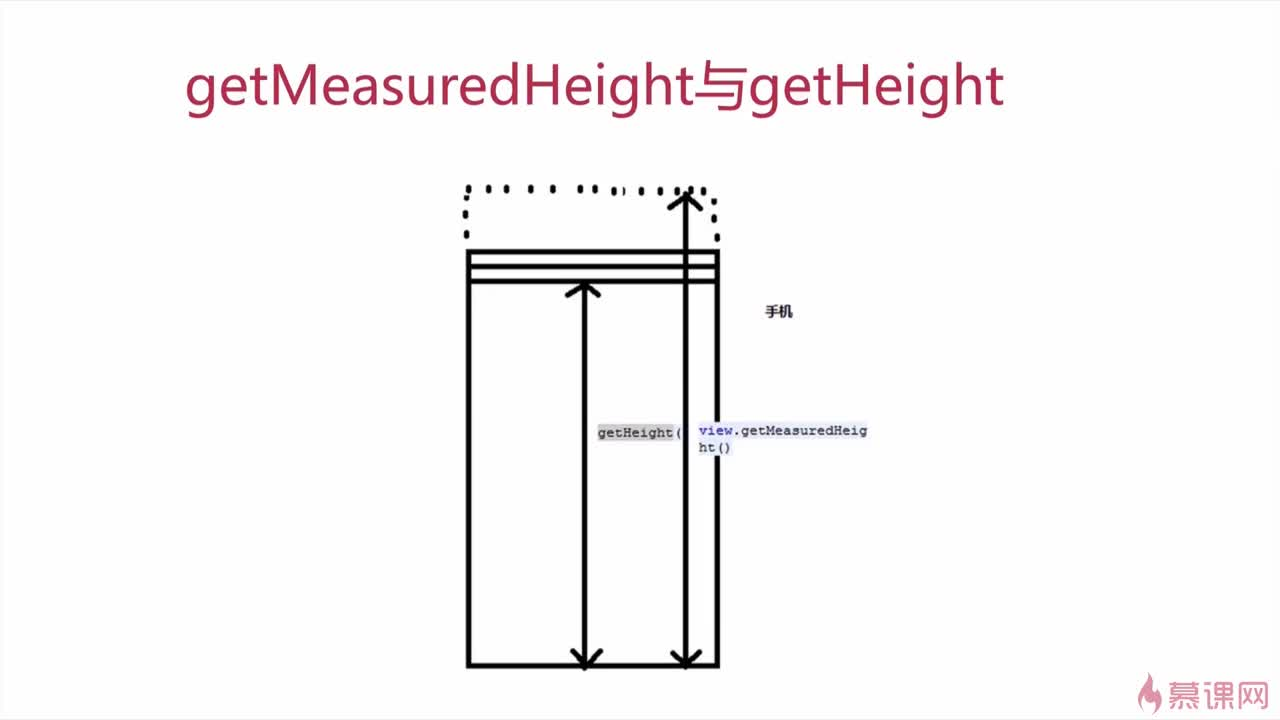 getMeasuredHeight与getHeight
手机
getHeight(
view.getMeasuredHeig
ht()
慕课网